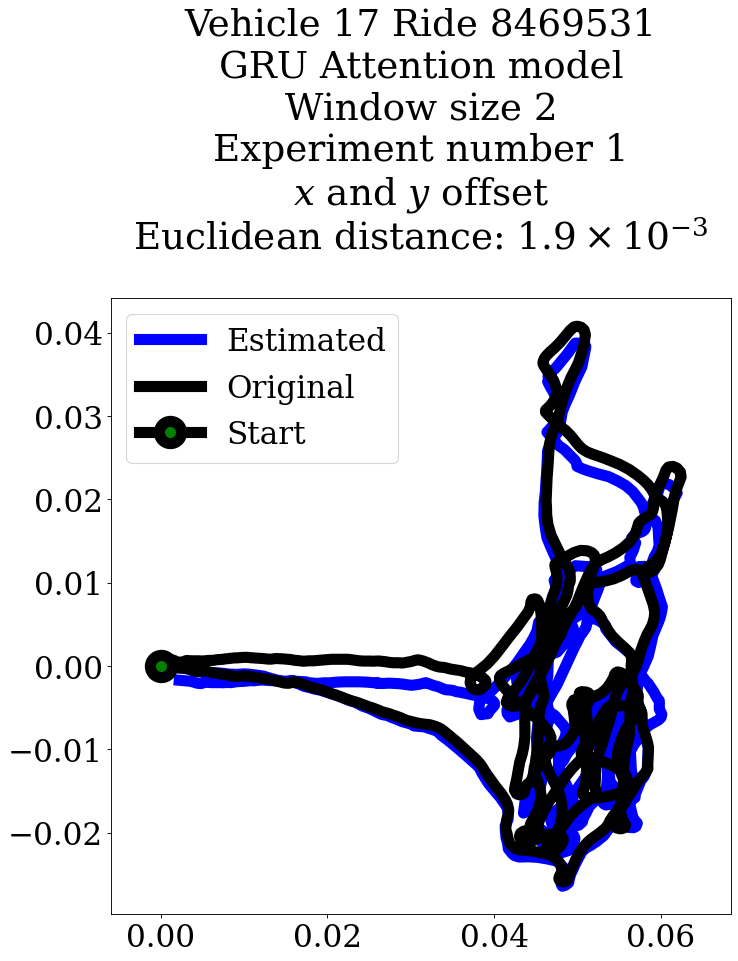 Vehicle 17 Ride 8469531
GRU Attention model
Window size 2
Experiment number 1
x and y offset
Euclidean distance: 1.9 × 10⁻³
Estimated
Original
Start
0.04
0.03
0.02
0.01
0.00
−0.01
−0.02
0.00 0.02 0.04 0.06